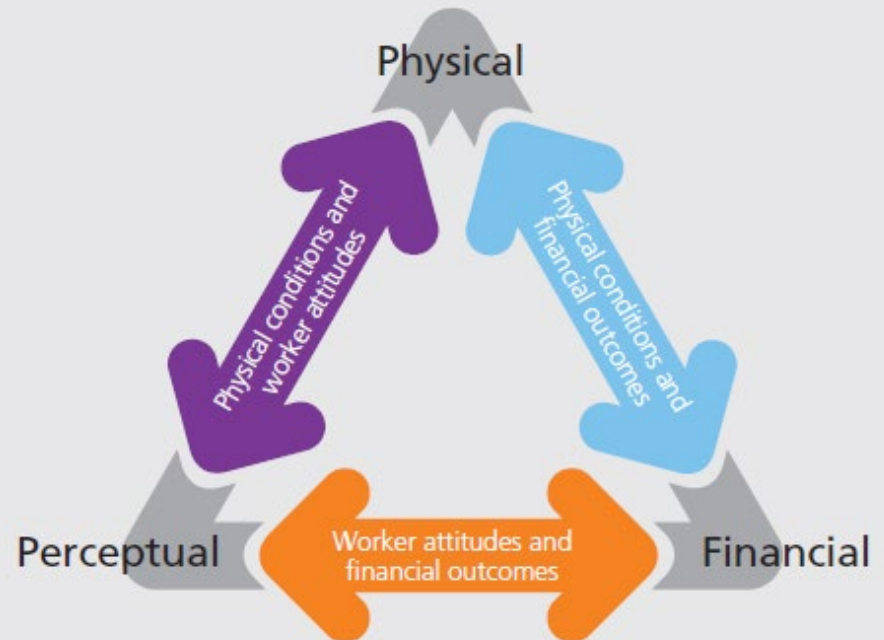 Physical
Physical conditions and
worker attitudes
Physical conditions and
financial outcomes
Perceptual
Worker attitudes and
financial outcomes
Financial